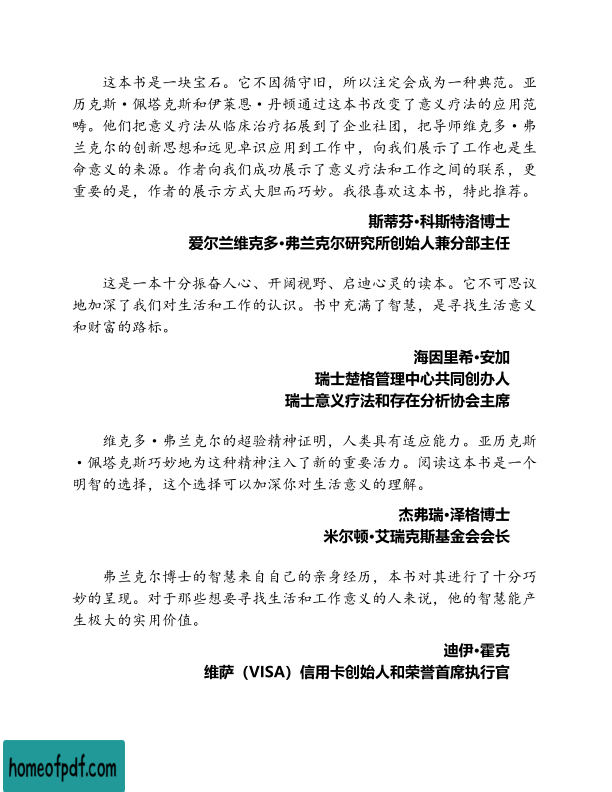 这本书是一块宝石。它不因循守旧，所以注定会成为一种典范。亚
历克斯·佩塔克斯和伊莱恩·丹顿通过这本书改变了意义疗法的应用范
畴。他们把意义疗法从临床治疗拓展到了企业社团，把导师维克多·弗
兰克尔的创新思想和远见卓识应用到工作中，向我们展示了工作也是生
命意义的来源。作者向我们成功展示了意义疗法和工作之间的联系，更
重要的是，作者的展示方式大胆而巧妙。我很喜欢这本书，特此推荐。
斯蒂芬·科斯特洛博士
爱尔兰维克多·弗兰克尔研究所创始人兼分部主任
这是一本十分振奋人心、开阔视野、启迪心灵的读本。它不可思议
地加深了我们对生活和工作的认识。书中充满了智慧，是寻找生活意义
和财富的路标。
海因里希·安加
瑞士楚格管理中心共同创办人
瑞士意义疗法和存在分析协会主席
维克多·弗兰克尔的超验精神证明，人类具有适应能力。亚历克斯
·佩塔克斯巧妙地为这种精神注入了新的重要活力。阅读这本书是一个
明智的选择，这个选择可以加深你对生活意义的理解。
杰弗瑞·泽格博士
米尔顿·艾瑞克斯基金会会长
弗兰克尔博士的智慧来自自己的亲身经历，本书对其进行了十分巧
妙的呈现。对于那些想要寻找生活和工作意义的人来说，他的智慧能产
生极大的实用价值。
迪伊·霍克
维萨（VISA）信用卡创始人和荣誉首席执行官
homeofpdf.com